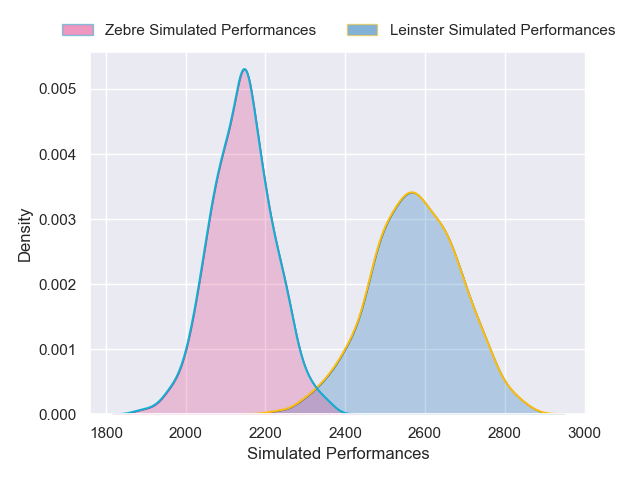 Zebre Simulated Performances Leinster Simulated Performances
0.005
0.004
0.003
0.002
0.001
0.000
Density
1800 2000 2200 2400 2600 2800 3000
Simulated Performances